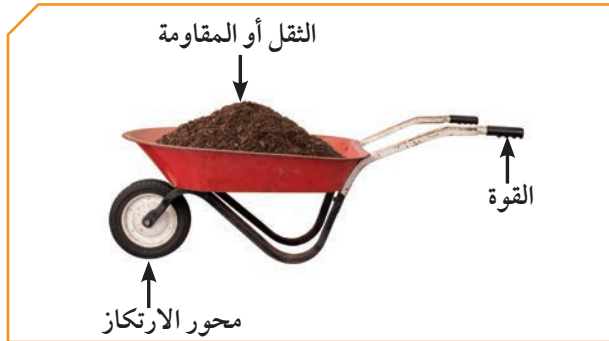 الثقل أو المقاومة
القوة
محور الارتكاز